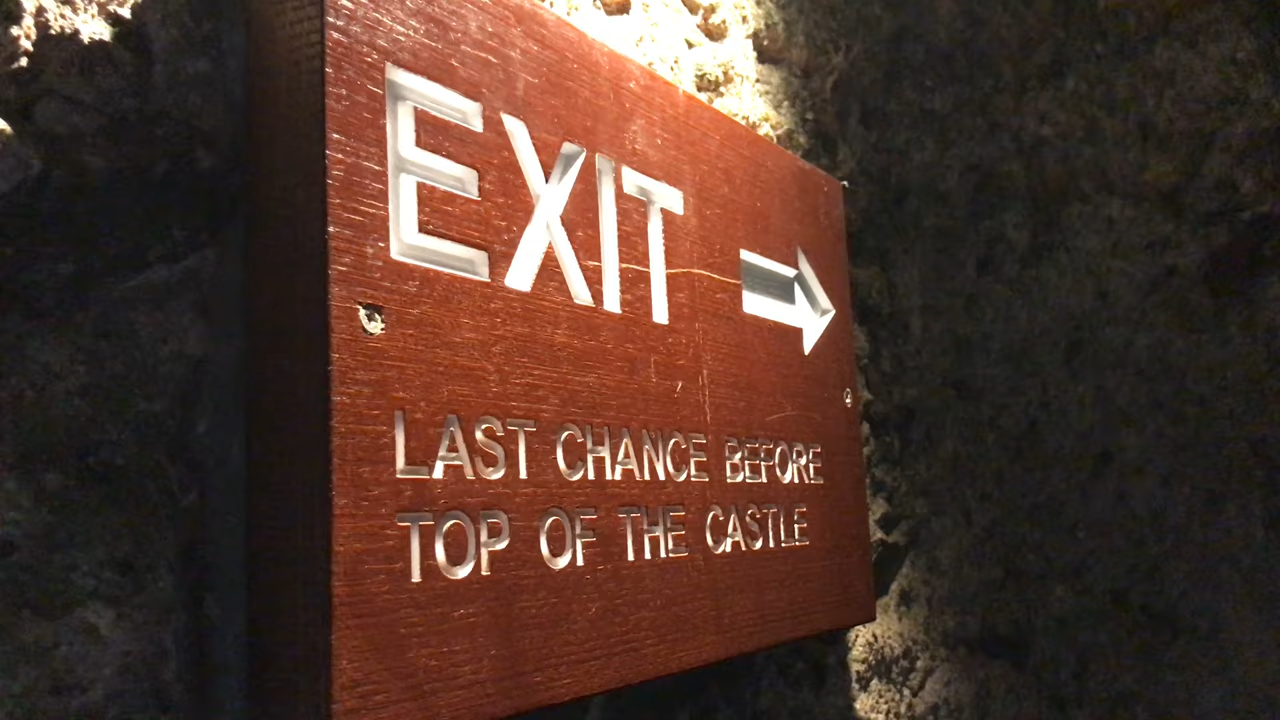 EXIT →
LAST CHANCE BEFORE
TOP OF THE CASTLE